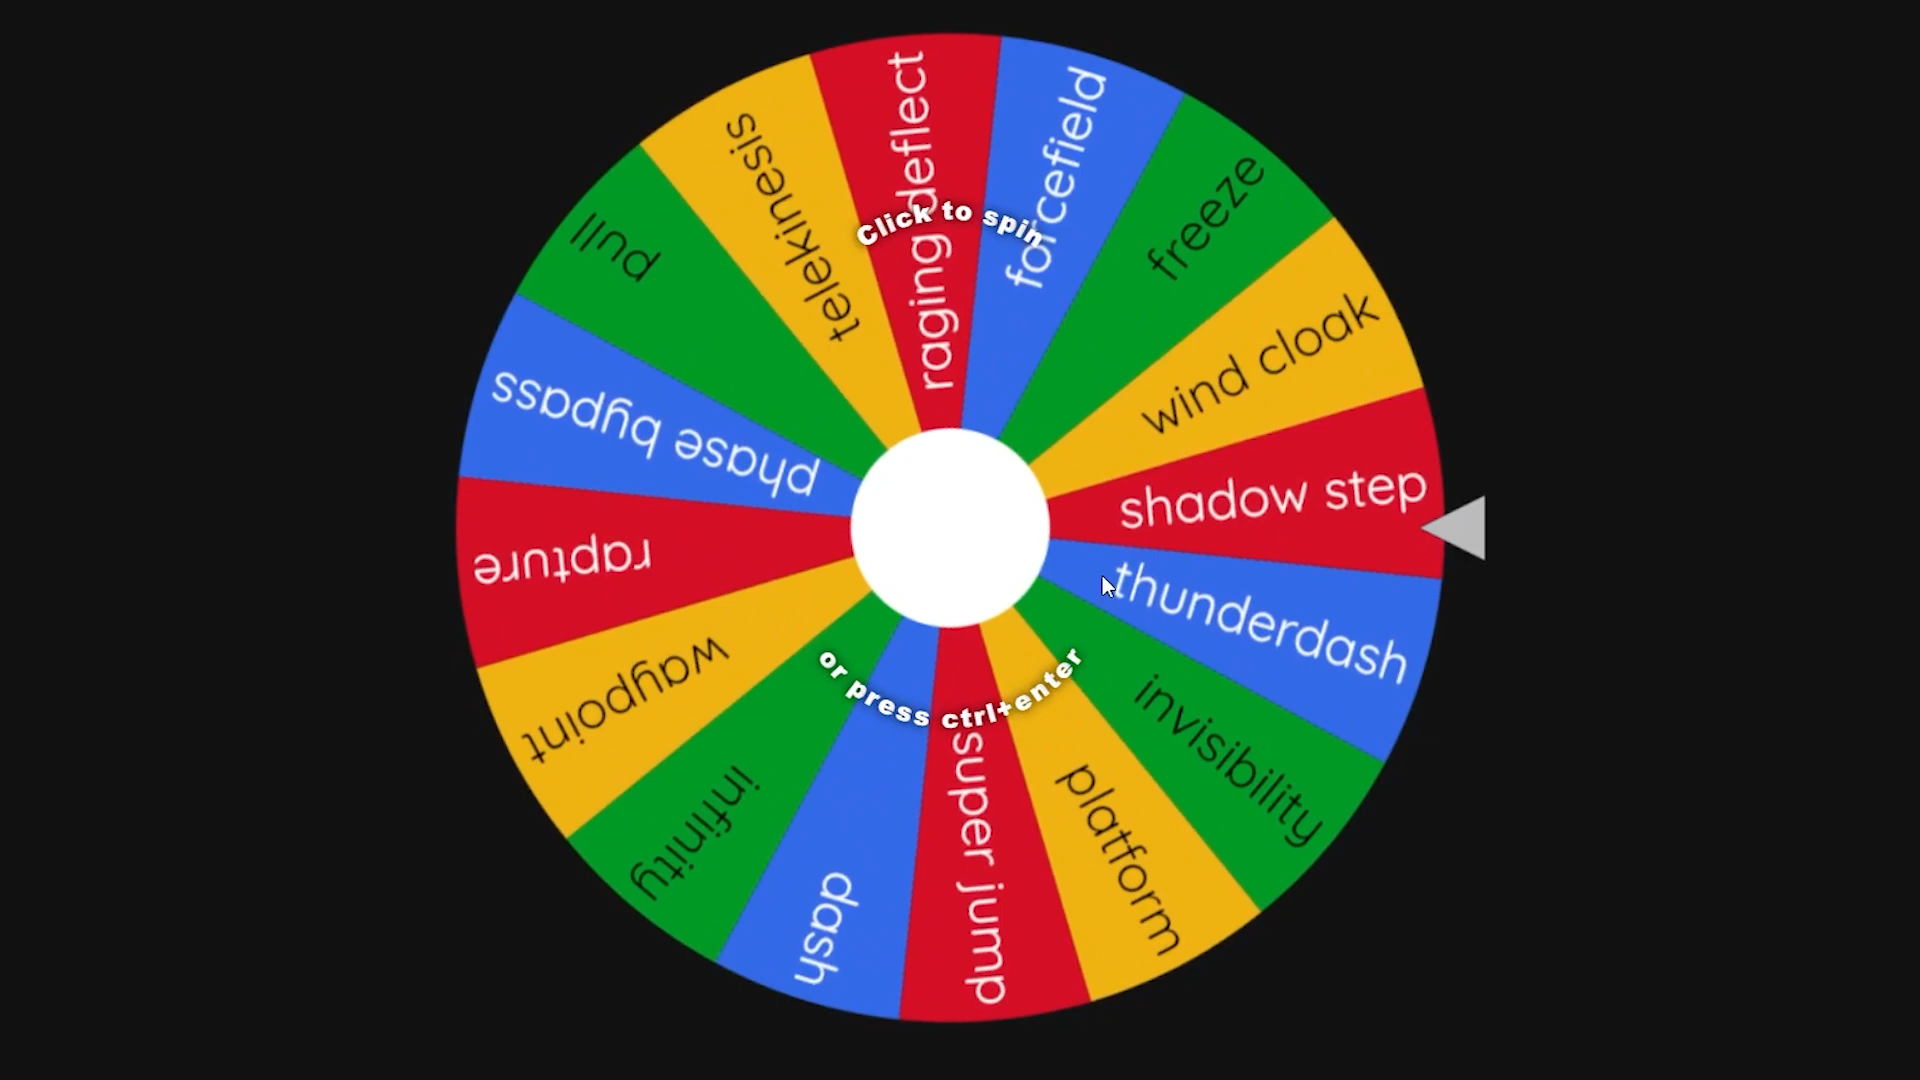 raging deflect
forcefield
freeze
wind cloak
shadow step
thunderdash
invisibility
platform
super jump
dash
infinity
waypoint
rapture
phase bypass
pull
telekinesis
Click to spin
or press ctrl+enter